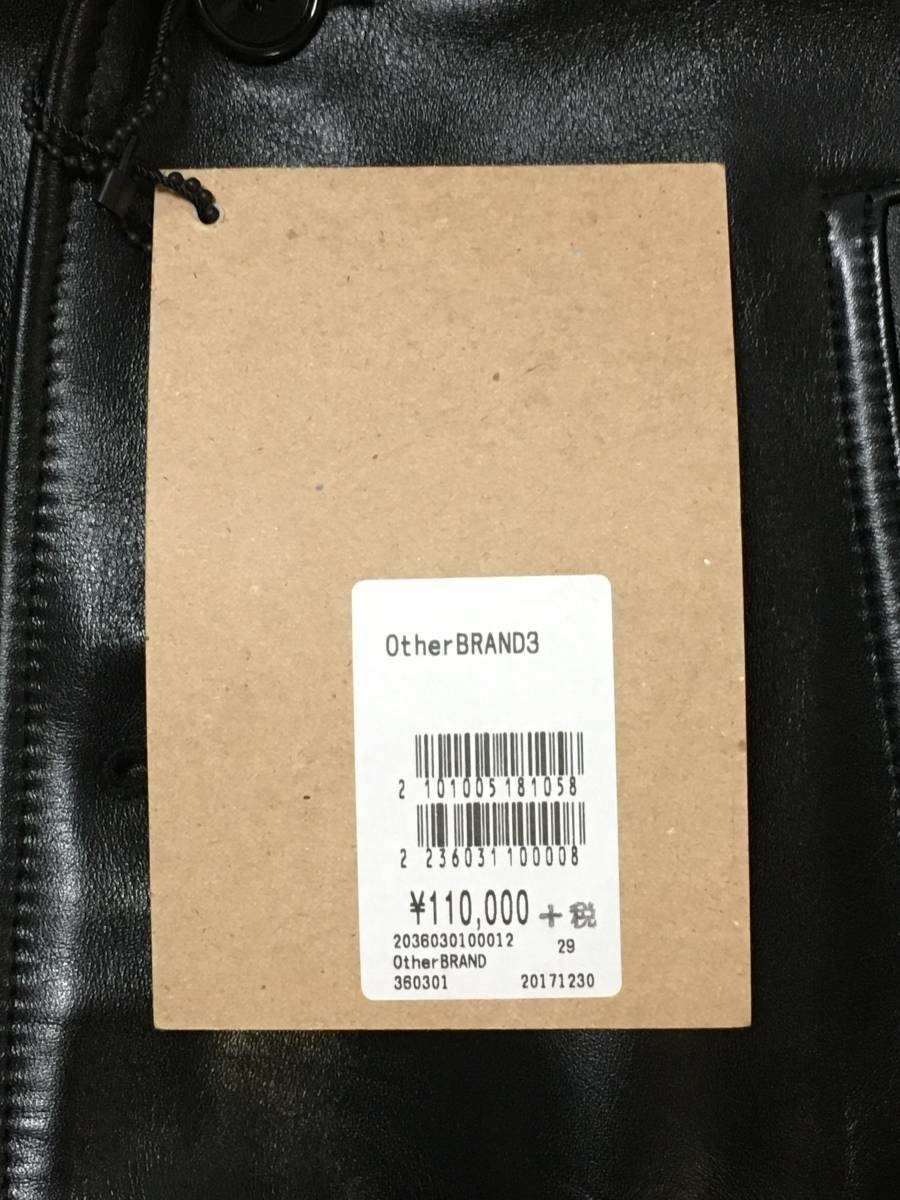 OtherBRAND3
2 101005 181058
2 236031 100008
¥110,000 +税
2036030100012 29
OtherBRAND
360301 20171230